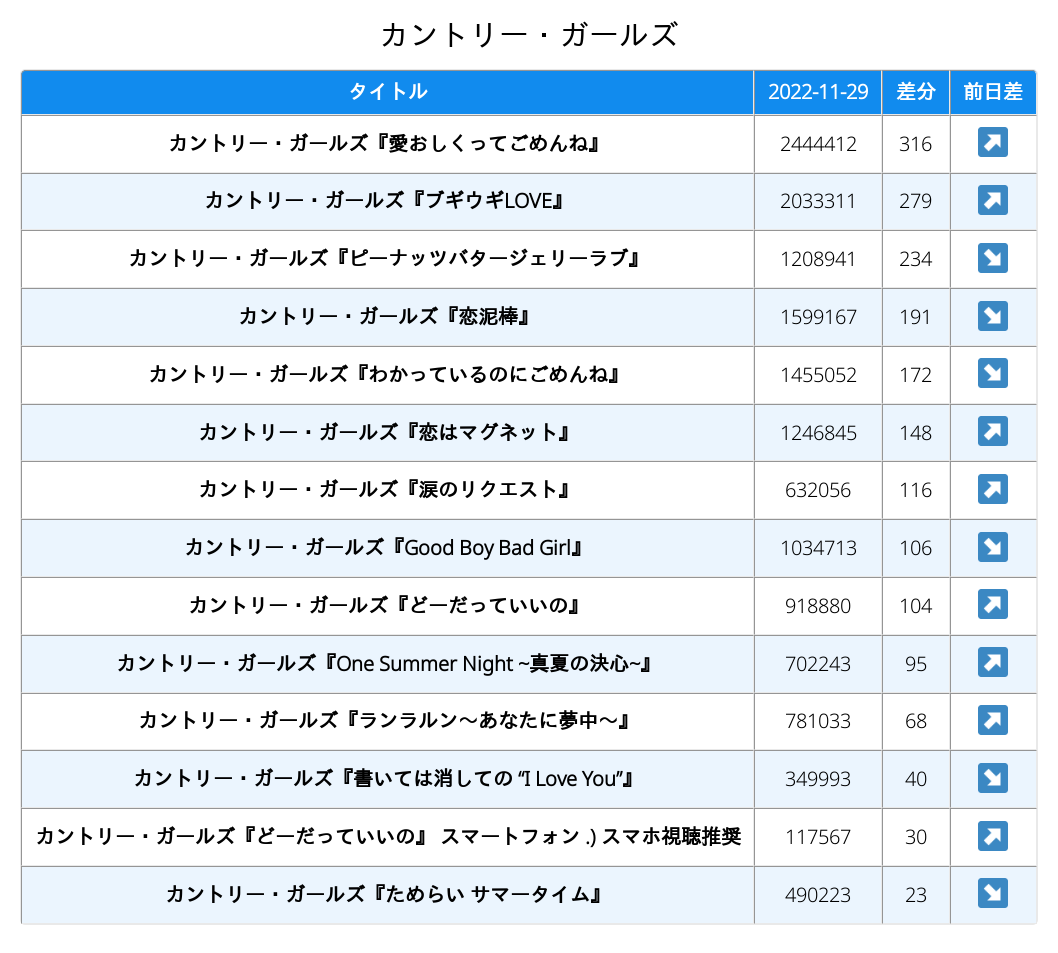 カントリー・ガールズ
タイトル 2022-11-29 差分 前日差
カントリー・ガールズ『愛おしくってごめんね』 2444412 316 ↗
カントリー・ガールズ『ブギウギLOVE』 2033311 279 ↗
カントリー・ガールズ『ピーナッツバタージェリーラブ』 1208941 234 ↘
カントリー・ガールズ『恋泥棒』 1599167 191 ↘
カントリー・ガールズ『わかっているのにごめんね』 1455052 172 ↘
カントリー・ガールズ『恋はマグネット』 1246845 148 ↗
カントリー・ガールズ『涙のリクエスト』 632056 116 ↗
カントリー・ガールズ『Good Boy Bad Girl』 1034713 106 ↘
カントリー・ガールズ『どーだっていいの』 918880 104 ↗
カントリー・ガールズ『One Summer Night ~真夏の決心~』 702243 95 ↗
カントリー・ガールズ『ランラルン～あなたに夢中～』 781033 68 ↗
カントリー・ガールズ『書いては消しての “I Love You”』 349993 40 ↘
カントリー・ガールズ『どーだっていいの』 スマートフォン .) スマホ視聴推奨 117567 30 ↗
カントリー・ガールズ『ためらい サマータイム』 490223 23 ↘